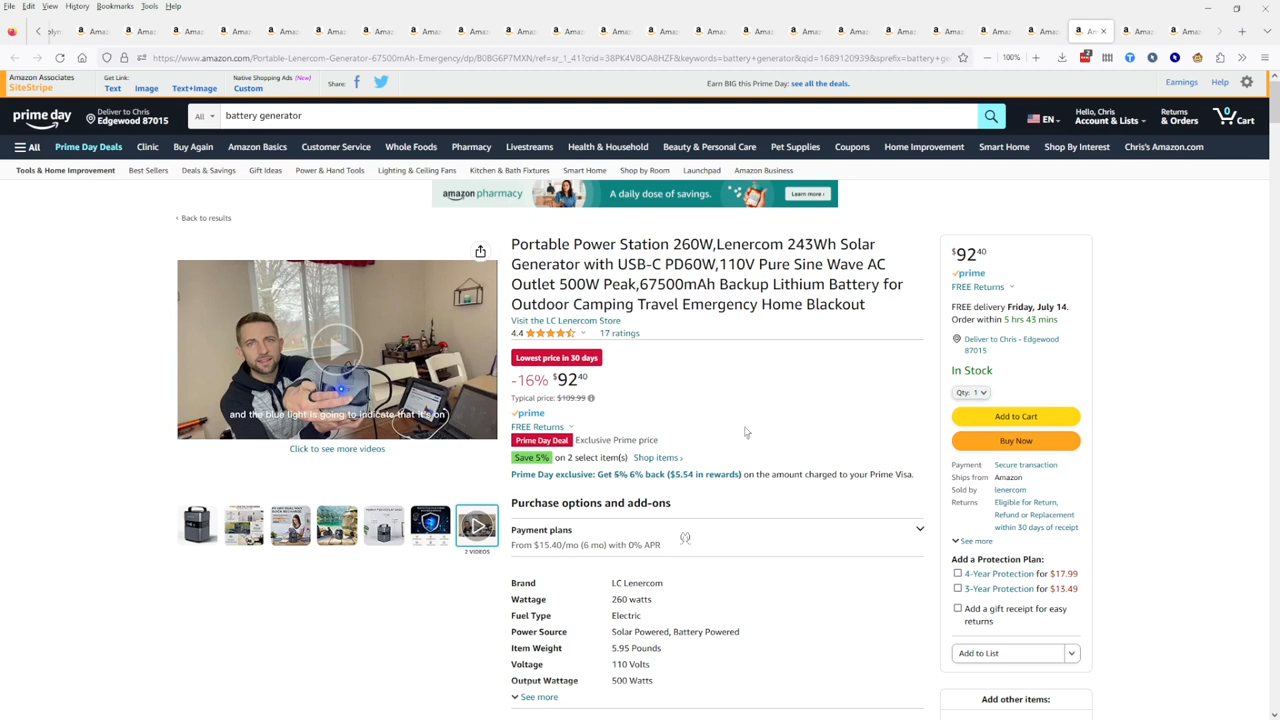 File Edit View History Bookmarks Tools Help
https://www.amazon.com/Portable-Lenercom-Generator-67500mAh-Emergency/dp/B0BG6P7MXN/ref=sr_1_41?crid=38PK4V8OA8HZF&keywords=battery+generator&qid=1689120939&sprefix=battery+ge
100%
2
Amazon Associates
SiteStripe
Get Link:
Text Image Text+Image
Native Shopping Ads (New)
Custom
Share:
Earn BIG this Prime Day: see all the deals.
Earnings Help
prime day
Deliver to Chris
Edgewood 87015
All
battery generator
EN
Hello, Chris
Account & Lists
Returns
& Orders
0
Cart
All Prime Day Deals Clinic Buy Again Amazon Basics Customer Service Whole Foods Pharmacy Livestreams Health & Household Beauty & Personal Care Pet Supplies Coupons Home Improvement Smart Home Shop By Interest Chris's Amazon.com
Tools & Home Improvement Best Sellers Deals & Savings Gift Ideas Power & Hand Tools Lighting & Ceiling Fans Kitchen & Bath Fixtures Smart Home Shop by Room Launchpad Amazon Business
amazon pharmacy
A daily dose of savings.
Learn more ›
‹ Back to results
and the blue light is going to indicate that it's on
Click to see more videos
2 VIDEOS
Portable Power Station 260W,Lenercom 243Wh Solar
Generator with USB-C PD60W,110V Pure Sine Wave AC
Outlet 500W Peak,67500mAh Backup Lithium Battery for
Outdoor Camping Travel Emergency Home Blackout
Visit the LC Lenercom Store
4.4 17 ratings
Lowest price in 30 days
-16% $92 40
Typical price: $109.99
prime
FREE Returns
Prime Day Deal Exclusive Prime price
Save 5% on 2 select item(s) Shop items ›
Prime Day exclusive: Get 5% 6% back ($5.54 in rewards) on the amount charged to your Prime Visa.
Purchase options and add-ons
Payment plans
From $15.40/mo (6 mo) with 0% APR
Brand LC Lenercom
Wattage 260 watts
Fuel Type Electric
Power Source Solar Powered, Battery Powered
Item Weight 5.95 Pounds
Voltage 110 Volts
Output Wattage 500 Watts
See more
$92 40
prime
FREE Returns
FREE delivery Friday, July 14.
Order within 5 hrs 43 mins
Deliver to Chris - Edgewood
87015
In Stock
Qty: 1
Add to Cart
Buy Now
Payment Secure transaction
Ships from Amazon
Sold by lenercom
Returns Eligible for Return,
Refund or Replacement
within 30 days of receipt
See more
Add a Protection Plan:
4-Year Protection for $17.99
3-Year Protection for $13.49
Add a gift receipt for easy
returns
Add to List
Add other items: